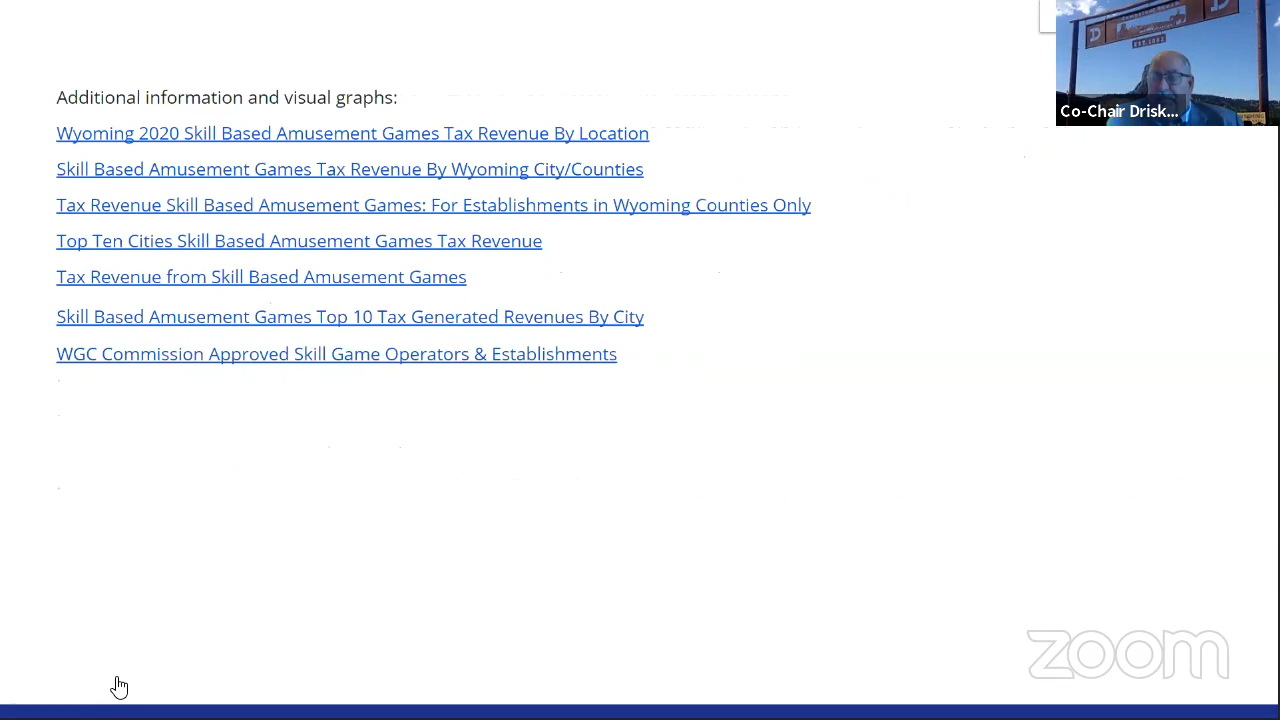 Additional information and visual graphs:
Wyoming 2020 Skill Based Amusement Games Tax Revenue By Location
Skill Based Amusement Games Tax Revenue By Wyoming City/Counties
Tax Revenue Skill Based Amusement Games: For Establishments in Wyoming Counties Only
Top Ten Cities Skill Based Amusement Games Tax Revenue
Tax Revenue from Skill Based Amusement Games
Skill Based Amusement Games Top 10 Tax Generated Revenues By City
WGC Commission Approved Skill Game Operators & Establishments
D
D
Co-Chair Drisk...
zoom